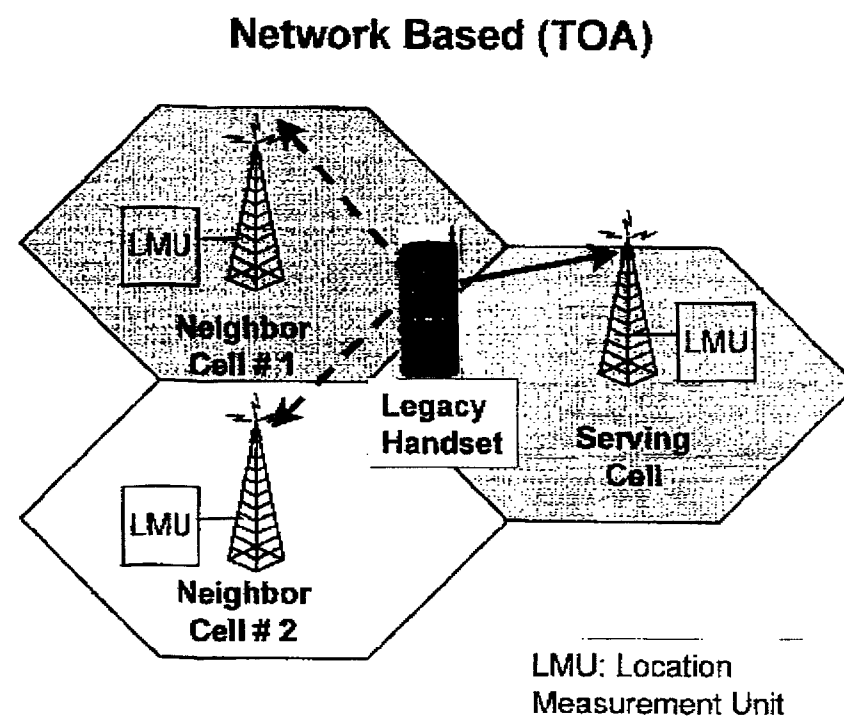 Network Based (TOA)
LMU
Neighbor
Cell # 1
LMU
Legacy
Handset
Serving
Cell
LMU
Neighbor
Cell # 2
LMU: Location
Measurement Unit